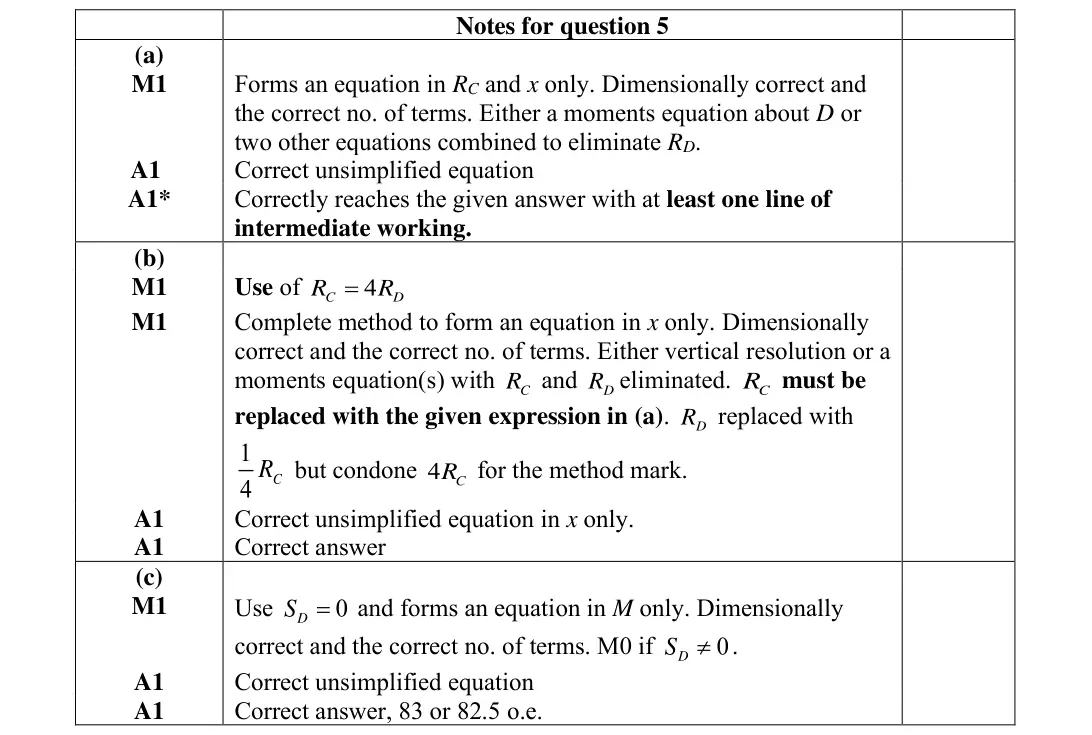 Notes for question 5
(a)
M1 Forms an equation in R_C and x only. Dimensionally correct and
the correct no. of terms. Either a moments equation about D or
two other equations combined to eliminate R_D.
A1 Correct unsimplified equation
A1* Correctly reaches the given answer with at least one line of
intermediate working.
(b)
M1 Use of R_C = 4R_D
M1 Complete method to form an equation in x only. Dimensionally
correct and the correct no. of terms. Either vertical resolution or a
moments equation(s) with R_C and R_D eliminated. R_C must be
replaced with the given expression in (a). R_D replaced with
1/4 R_C but condone 4R_C for the method mark.
A1 Correct unsimplified equation in x only.
A1 Correct answer
(c)
M1 Use S_D = 0 and forms an equation in M only. Dimensionally
correct and the correct no. of terms. M0 if S_D ≠ 0.
A1 Correct unsimplified equation
A1 Correct answer, 83 or 82.5 o.e.